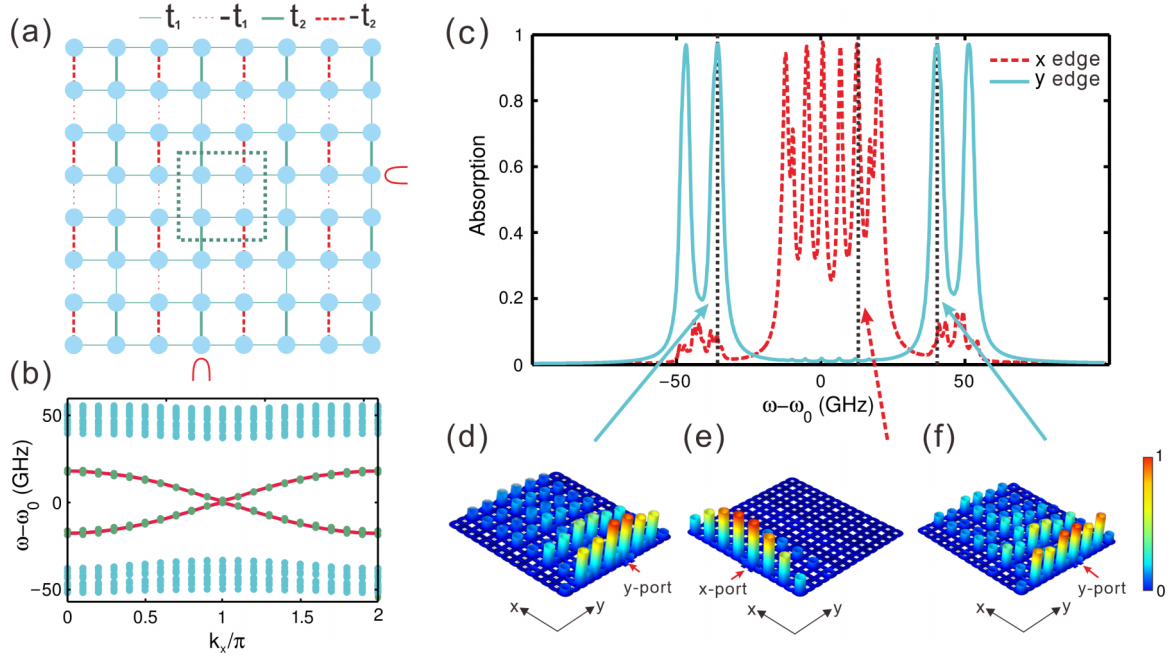 (a)
t₁ -t₁ t₂ -t₂
(b)
ω−ω₀ (GHz)
50
0
−50
0 0.5 1 1.5 2
kₓ/π
(c)
Absorption
1
0.8
0.6
0.4
0.2
0
−50 0 50
ω−ω₀ (GHz)
x edge
y edge
(d)
y-port
x y
(e)
x-port
x y
(f)
y-port
x y
1
0